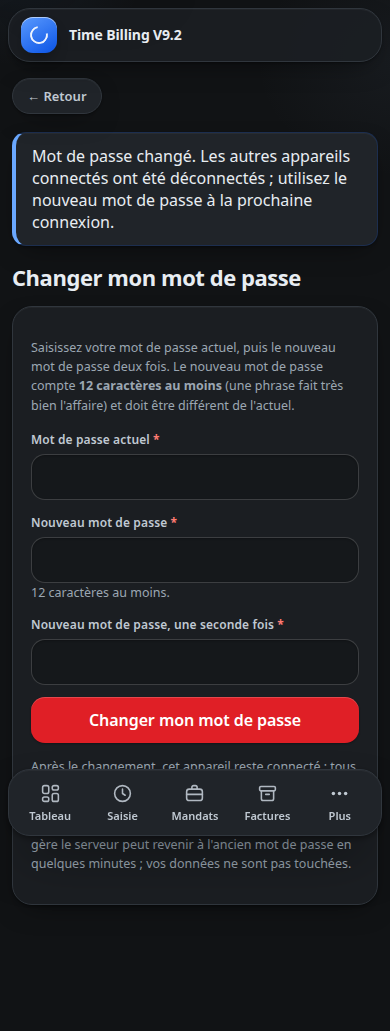 Time Billing V9.2
← Retour
Mot de passe changé. Les autres appareils
connectés ont été déconnectés ; utilisez le
nouveau mot de passe à la prochaine
connexion.
Changer mon mot de passe
Saisissez votre mot de passe actuel, puis le nouveau
mot de passe deux fois. Le nouveau mot de passe
compte 12 caractères au moins (une phrase fait très
bien l'affaire) et doit être différent de l'actuel.
Mot de passe actuel *
Nouveau mot de passe *
12 caractères au moins.
Nouveau mot de passe, une seconde fois *
Changer mon mot de passe
Après le changement, cet appareil reste connecté ; tous
Tableau
Saisie
Mandats
Factures
Plus
gère le serveur peut revenir à l'ancien mot de passe en
quelques minutes ; vos données ne sont pas touchées.